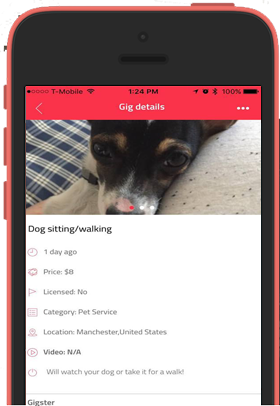 T-Mobile 1:24 PM 100%
Gig details
Dog sitting/walking
1 day ago
Price: $8
Licensed: No
Category: Pet Service
Location: Manchester,United States
Video: N/A
Will watch your dog or take it for a walk!
Gigster